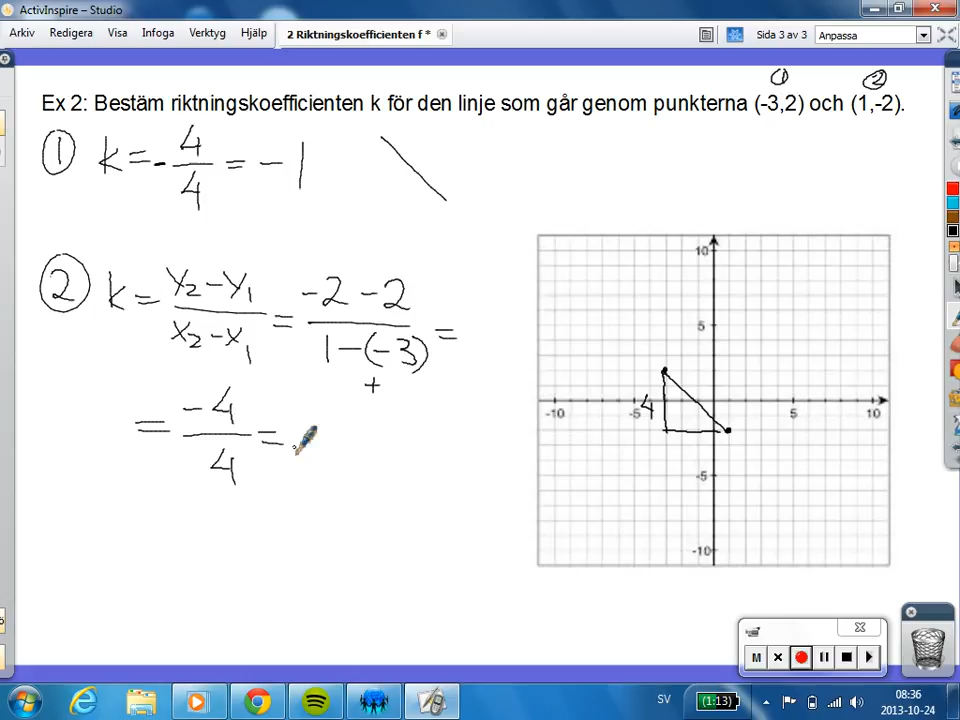 ActivInspire – Studio
Arkiv Redigera Visa Infoga Verktyg Hjälp
2 Riktningskoefficienten f *
Sida 3 av 3
Anpassa
① ②
Ex 2: Bestäm riktningskoefficienten k för den linje som går genom punkterna (-3,2) och (1,-2).
① k = - 4/4 = -1
② k = (y₂ - y₁)/(x₂ - x₁) = (-2 - 2)/(1 - (-3)) =
+
= -4/4 =
10
5
-10 -5 5 10
-5
-10
4
M
SV
(1:13)
08:36
2013-10-24